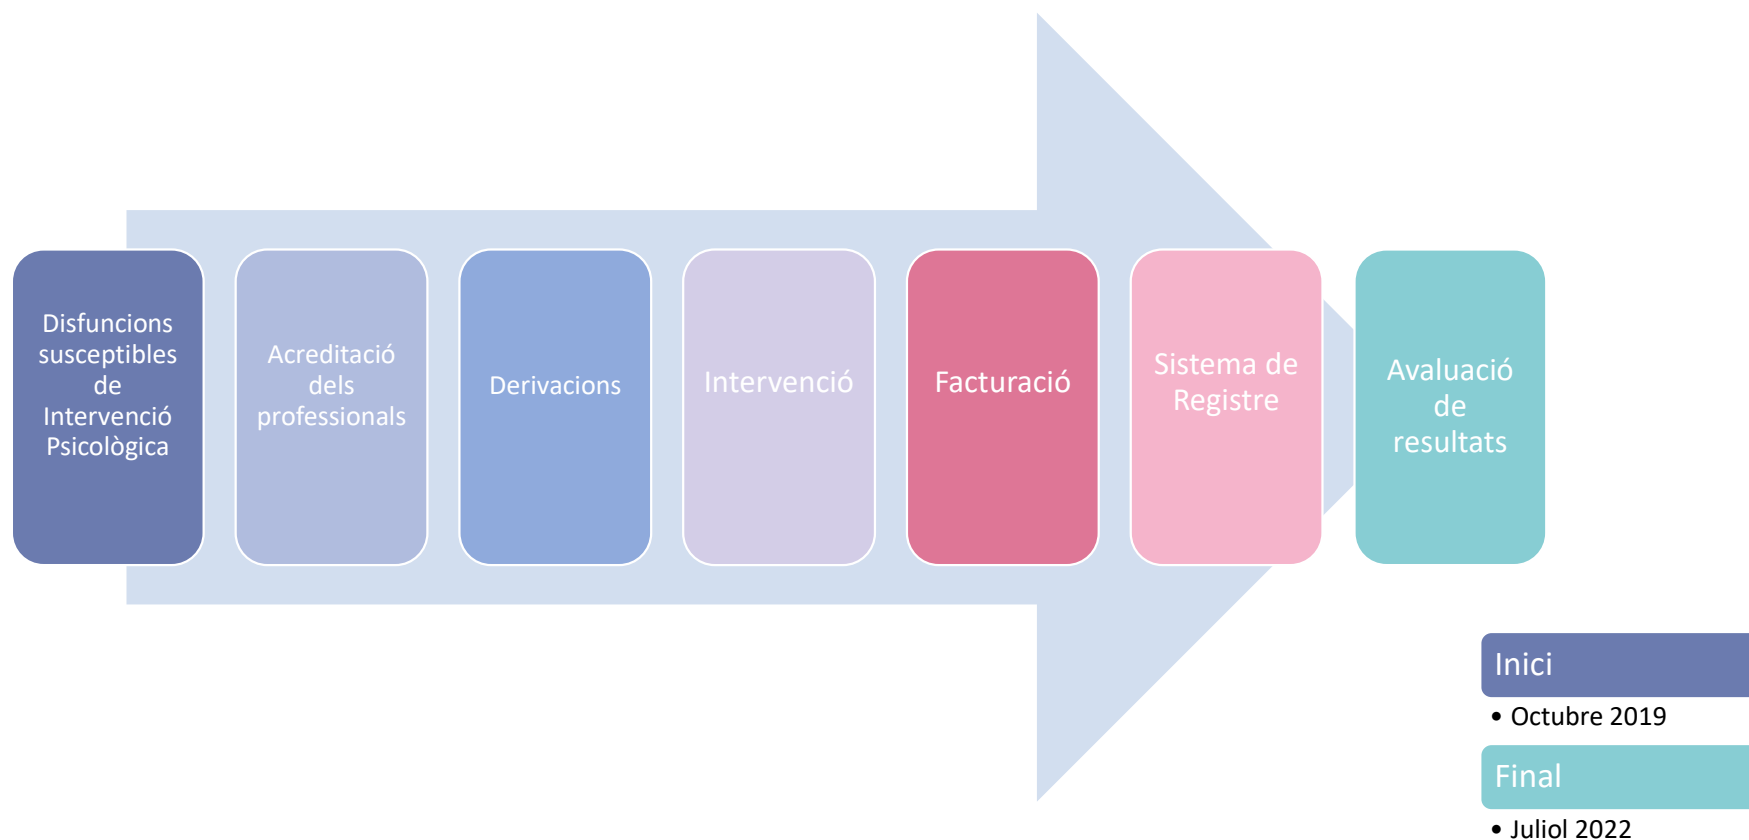 Disfuncions
susceptibles
de
Intervenció
Psicològica
Acreditació
dels
professionals
Derivacions
Intervenció
Facturació
Sistema de
Registre
Avaluació
de
resultats
Inici
• Octubre 2019
Final
• Juliol 2022